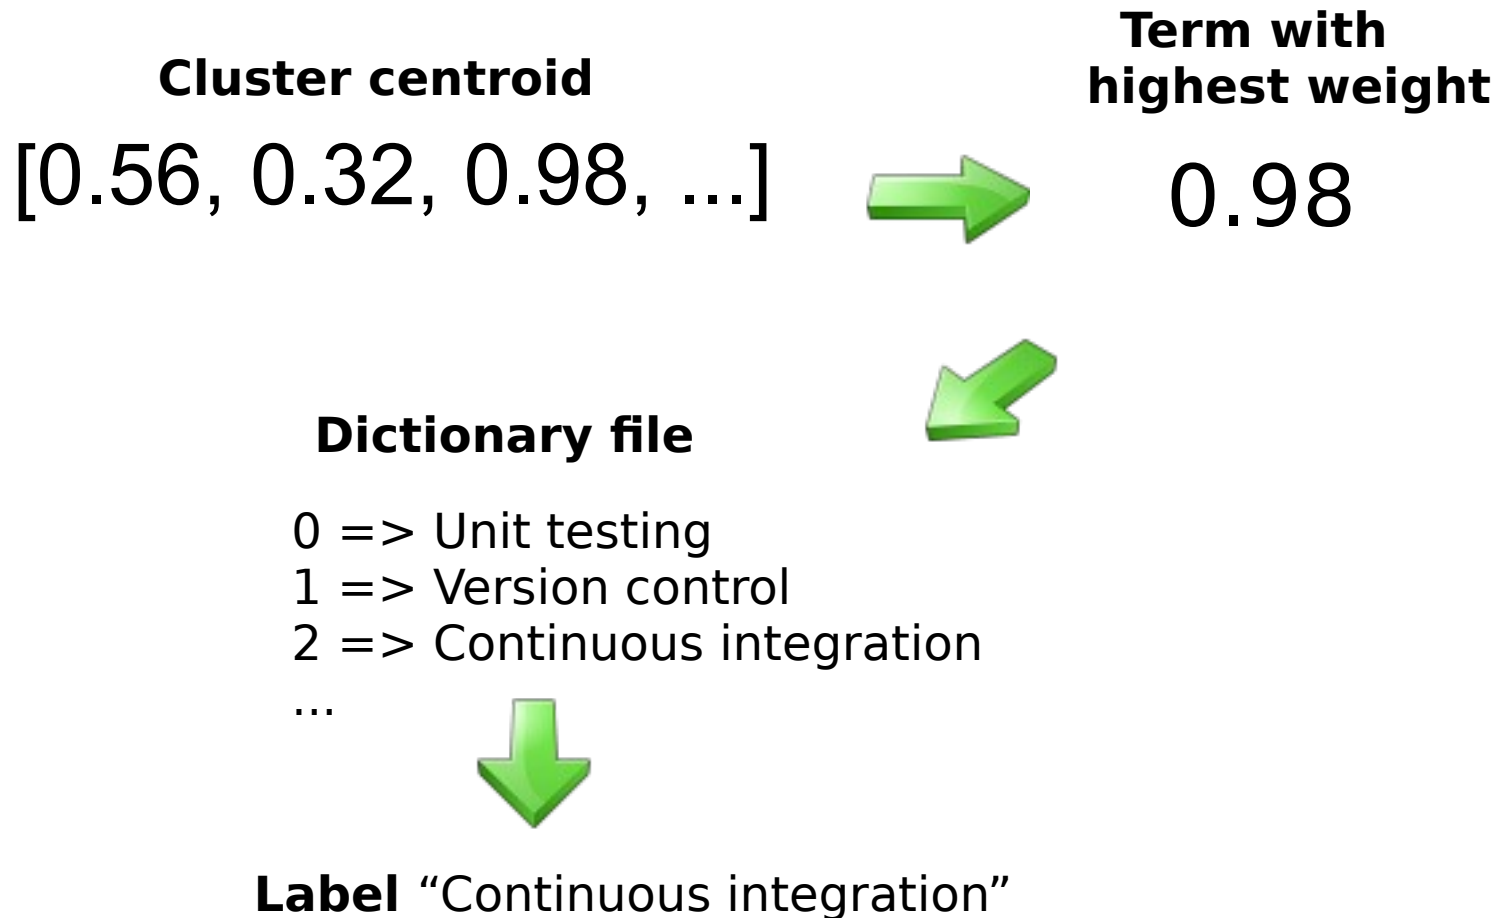 Cluster centroid
[0.56, 0.32, 0.98, ...]
Term with
highest weight
0.98
Dictionary file
0 => Unit testing
1 => Version control
2 => Continuous integration
...
Label “Continuous integration”